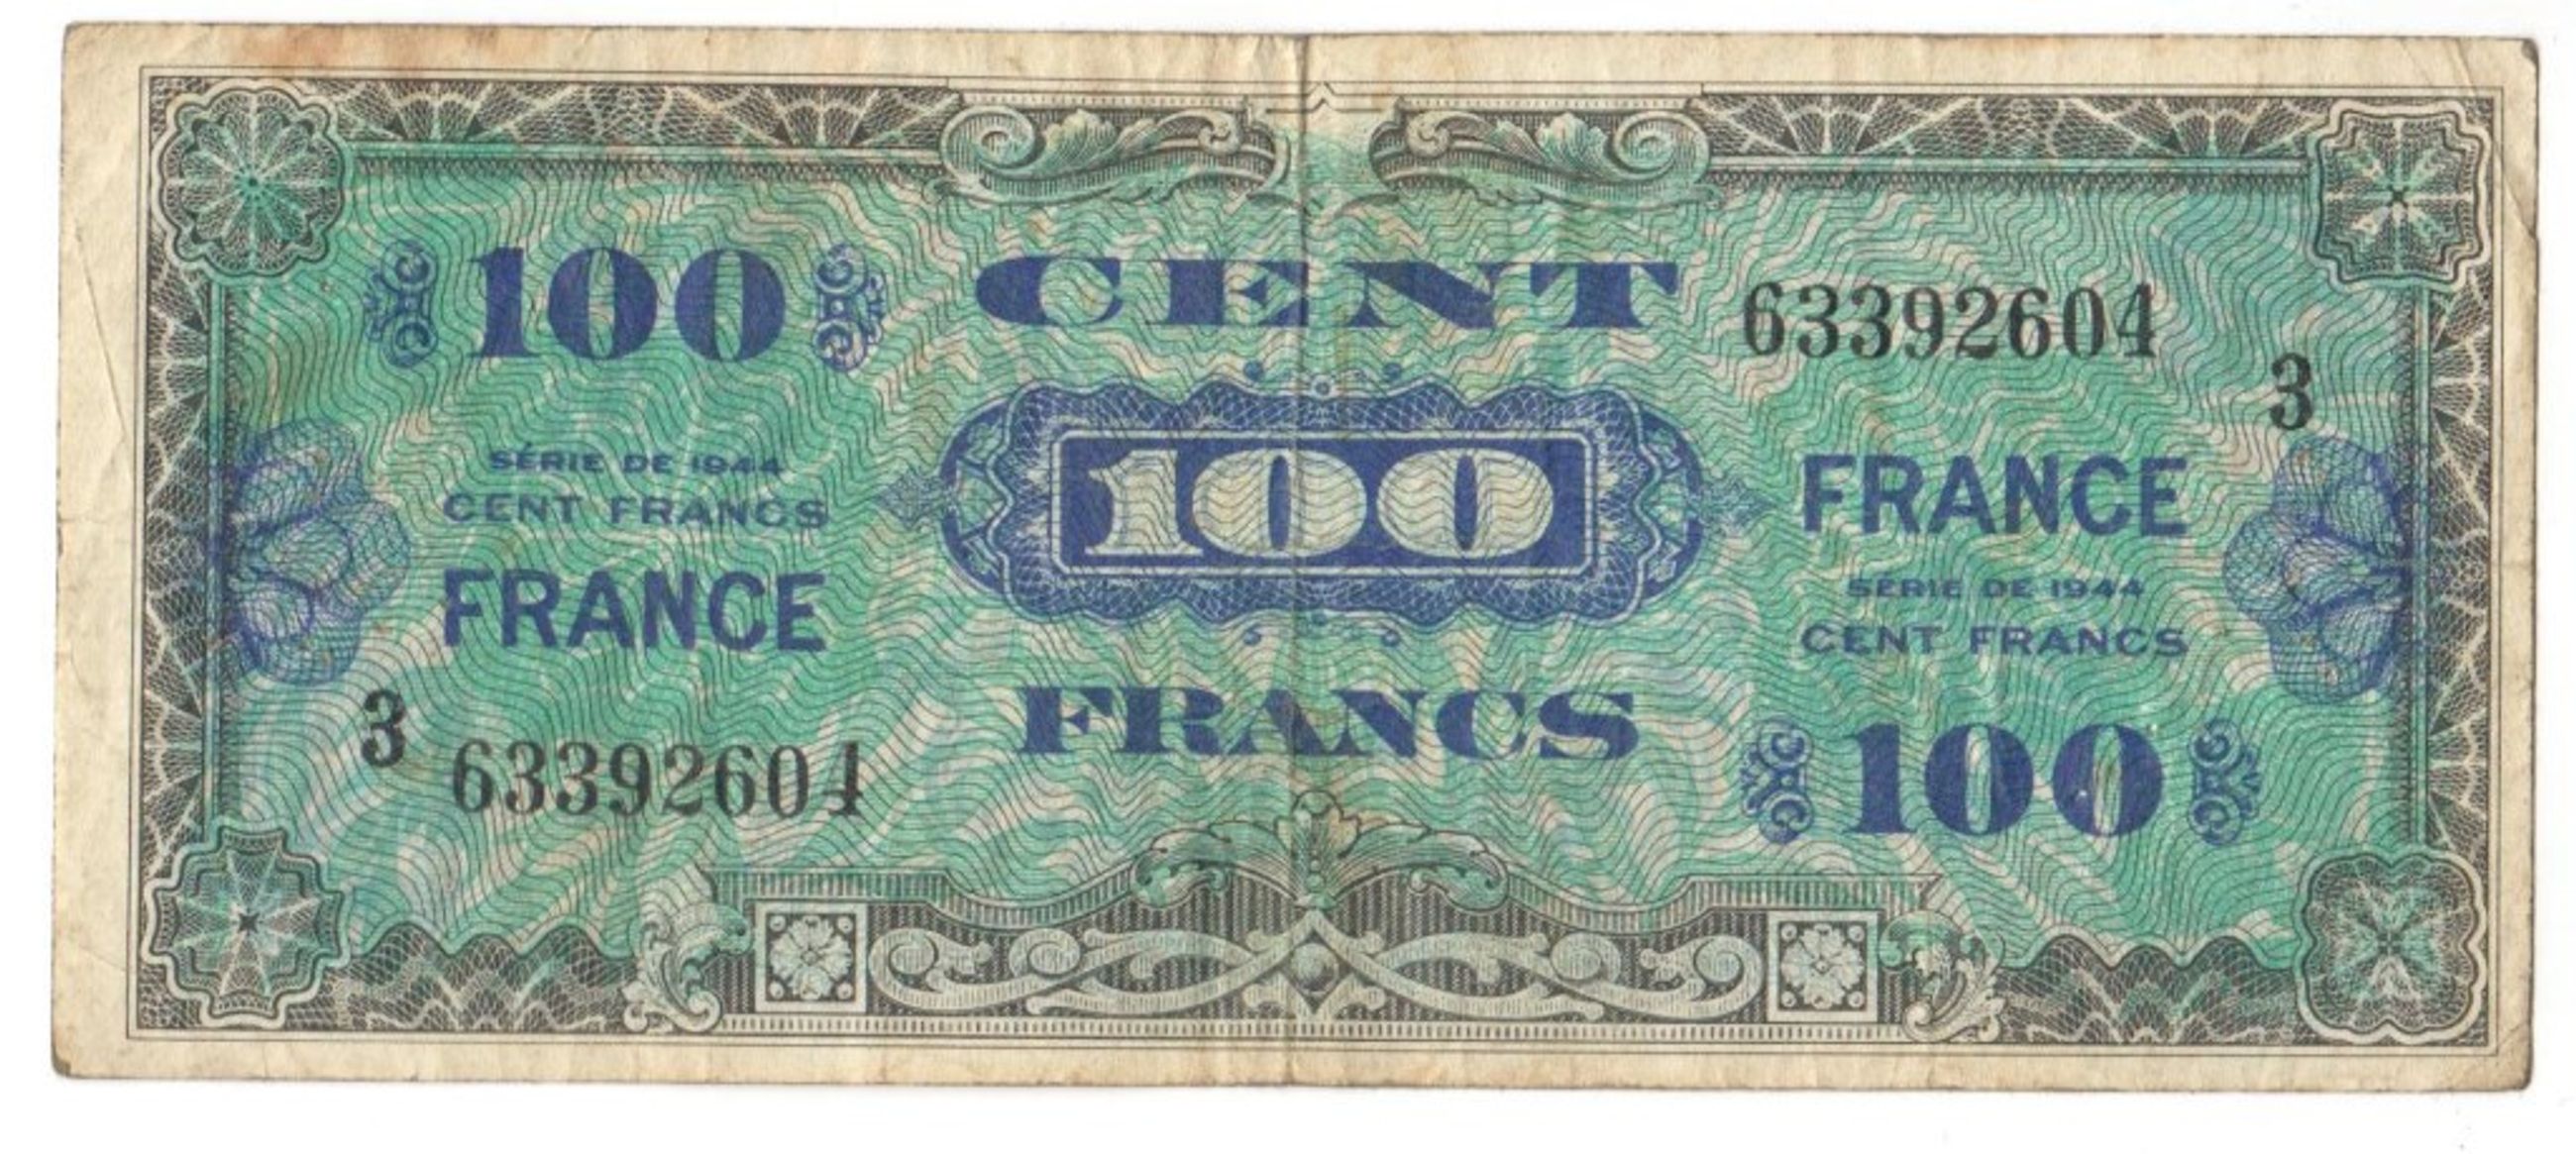 100
CENT
63392604
3
SÉRIE DE 1944
CENT FRANCS
FRANCE
100
FRANCE
SÉRIE DE 1944
CENT FRANCS
3
63392604
FRANCS
100